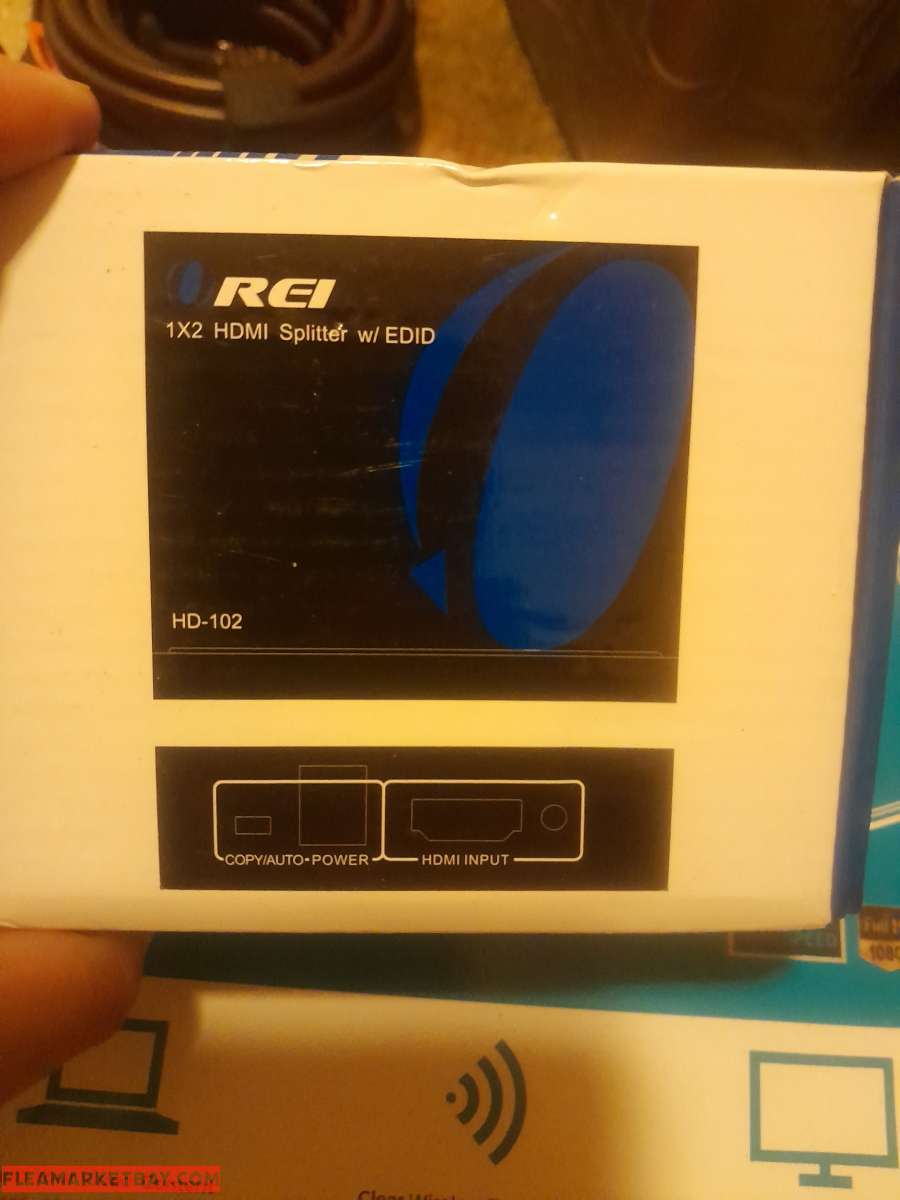 OREI
1X2 HDMI Splitter w/ EDID
HD-102
COPY/AUTO • POWER
HDMI INPUT
FLEAMARKETBAY.COM